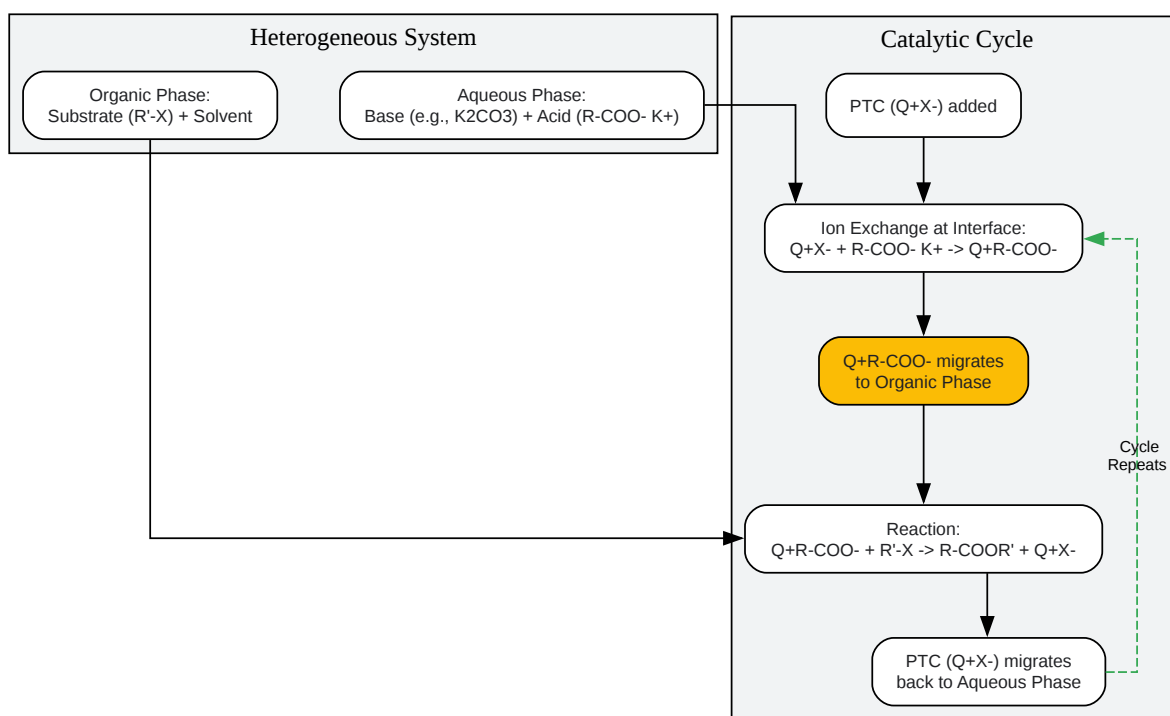 Heterogeneous System
Organic Phase:
Substrate (R'-X) + Solvent
Aqueous Phase:
Base (e.g., K2CO3) + Acid (R-COO- K+)
Catalytic Cycle
PTC (Q+X-) added
Ion Exchange at Interface:
Q+X- + R-COO- K+ -> Q+R-COO-
Q+R-COO- migrates
to Organic Phase
Cycle
Repeats
Reaction:
Q+R-COO- + R'-X -> R-COOR' + Q+X-
PTC (Q+X-) migrates
back to Aqueous Phase